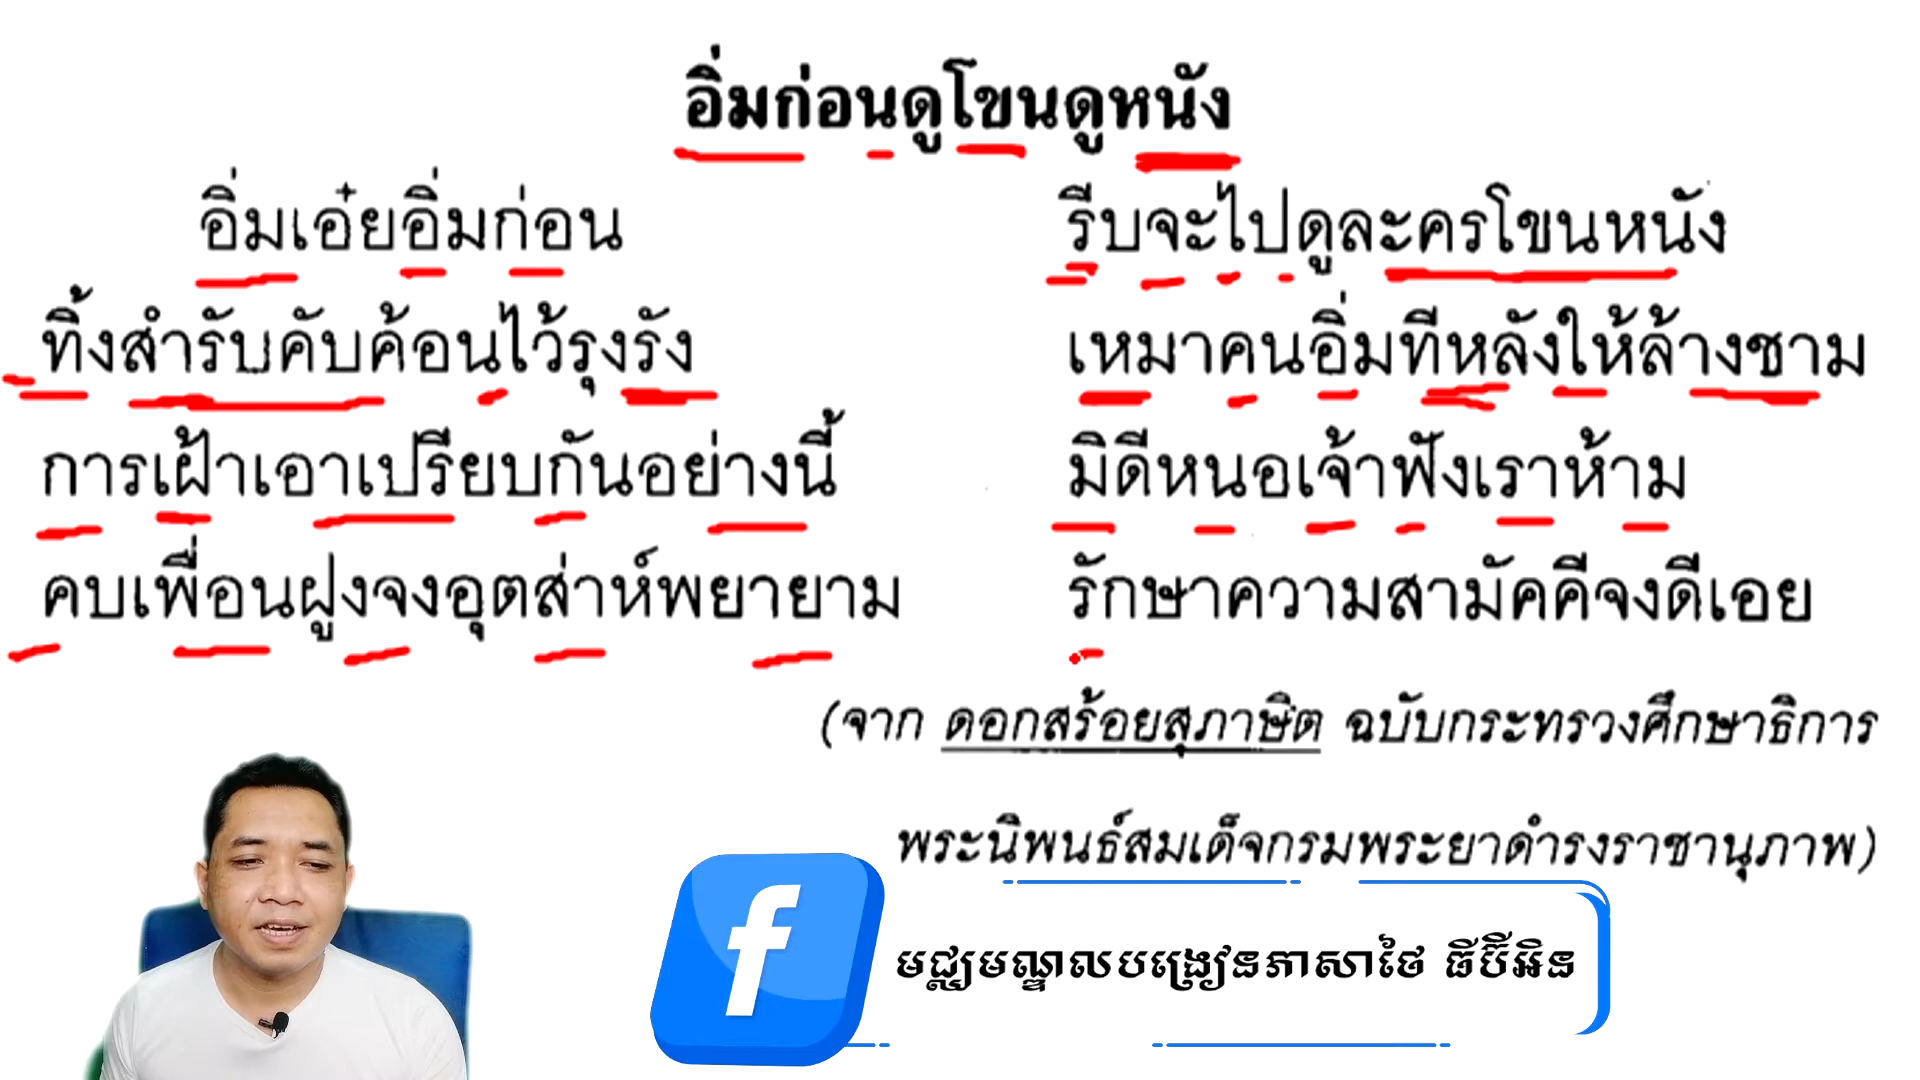 อิ่มก่อนดูโขนดูหนัง
อิ่มเอ๋ยอิ่มก่อน รีบจะไปดูละครโขนหนัง
ทิ้งสำรับคับค้อนไว้รุงรัง เหมาคนอิ่มทีหลังให้ล้างชาม
การเฝ้าเอาเปรียบกันอย่างนี้ มิดีหนอเจ้าฟังเราห้าม
คบเพื่อนฝูงจงอุตส่าห์พยายาม รักษาความสามัคคีจงดีเอย
(จาก ดอกสร้อยสุภาษิต ฉบับกระทรวงศึกษาธิการ
พระนิพนธ์สมเด็จกรมพระยาดำรงราชานุภาพ)
f
មជ្ឈមណ្ឌលបង្រៀនភាសាថៃ ធីប៊ីអិន